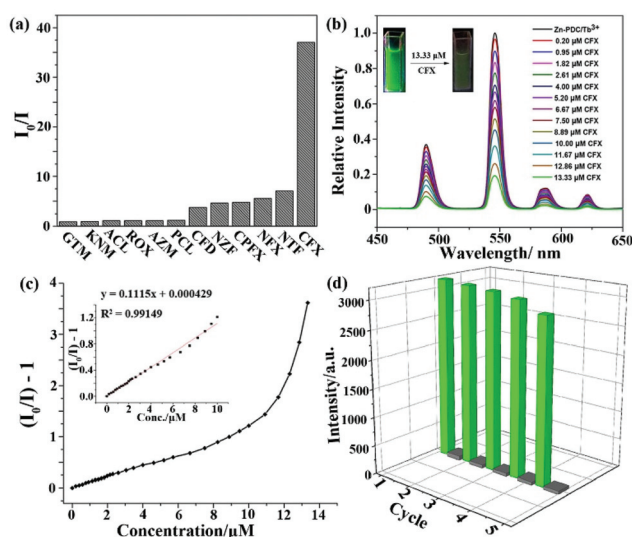 (a)
I₀/I
40
20
10
5
0
GTM
KNM
ACL
ROX
AZM
PCL
CFD
NZF
CPFX
NFX
NTF
CFX
(b)
Relative Intensity
1.0
0.8
0.6
0.4
0.2
0.0
450
500
550
600
650
Wavelength/ nm
13.33 µM
CFX
Zn-PDC/Tb³⁺
0.20 µM CFX
0.95 µM CFX
1.82 µM CFX
2.61 µM CFX
4.00 µM CFX
5.20 µM CFX
6.67 µM CFX
7.50 µM CFX
8.89 µM CFX
10.00 µM CFX
11.67 µM CFX
12.86 µM CFX
13.33 µM CFX
(c)
(I₀/I) - 1
4
3
2
1
0
0
2
4
6
8
10
12
14
Concentration/µM
y = 0.1115x + 0.000429
R² = 0.99149
(I₀/I) - 1
1.2
0.8
0.4
0.0
0
2
4
6
8
10
Conc./µM
(d)
Intensity/a.u.
3000
2500
2000
1500
1000
500
0
1
2
3
4
5
Cycle